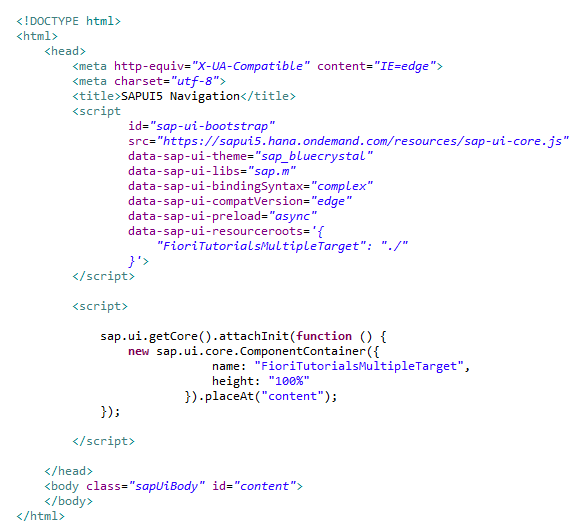 <!DOCTYPE html>
<html>
    <head>
        <meta http-equiv="X-UA-Compatible" content="IE=edge">
        <meta charset="utf-8">
        <title>SAPUI5 Navigation</title>
        <script
                id="sap-ui-bootstrap"
                src="https://sapui5.hana.ondemand.com/resources/sap-ui-core.js"
                data-sap-ui-theme="sap_bluecrystal"
                data-sap-ui-libs="sap.m"
                data-sap-ui-bindingSyntax="complex"
                data-sap-ui-compatVersion="edge"
                data-sap-ui-preload="async"
                data-sap-ui-resourceroots='{
                    "FioriTutorialsMultipleTarget": "./"
                }'>
        </script>
        <script>
            sap.ui.getCore().attachInit(function () {
                new sap.ui.core.ComponentContainer({
                            name: "FioriTutorialsMultipleTarget",
                            height: "100%"
                        }).placeAt("content");
            });
        </script>
    </head>
    <body class="sapUiBody" id="content">
    </body>
</html>